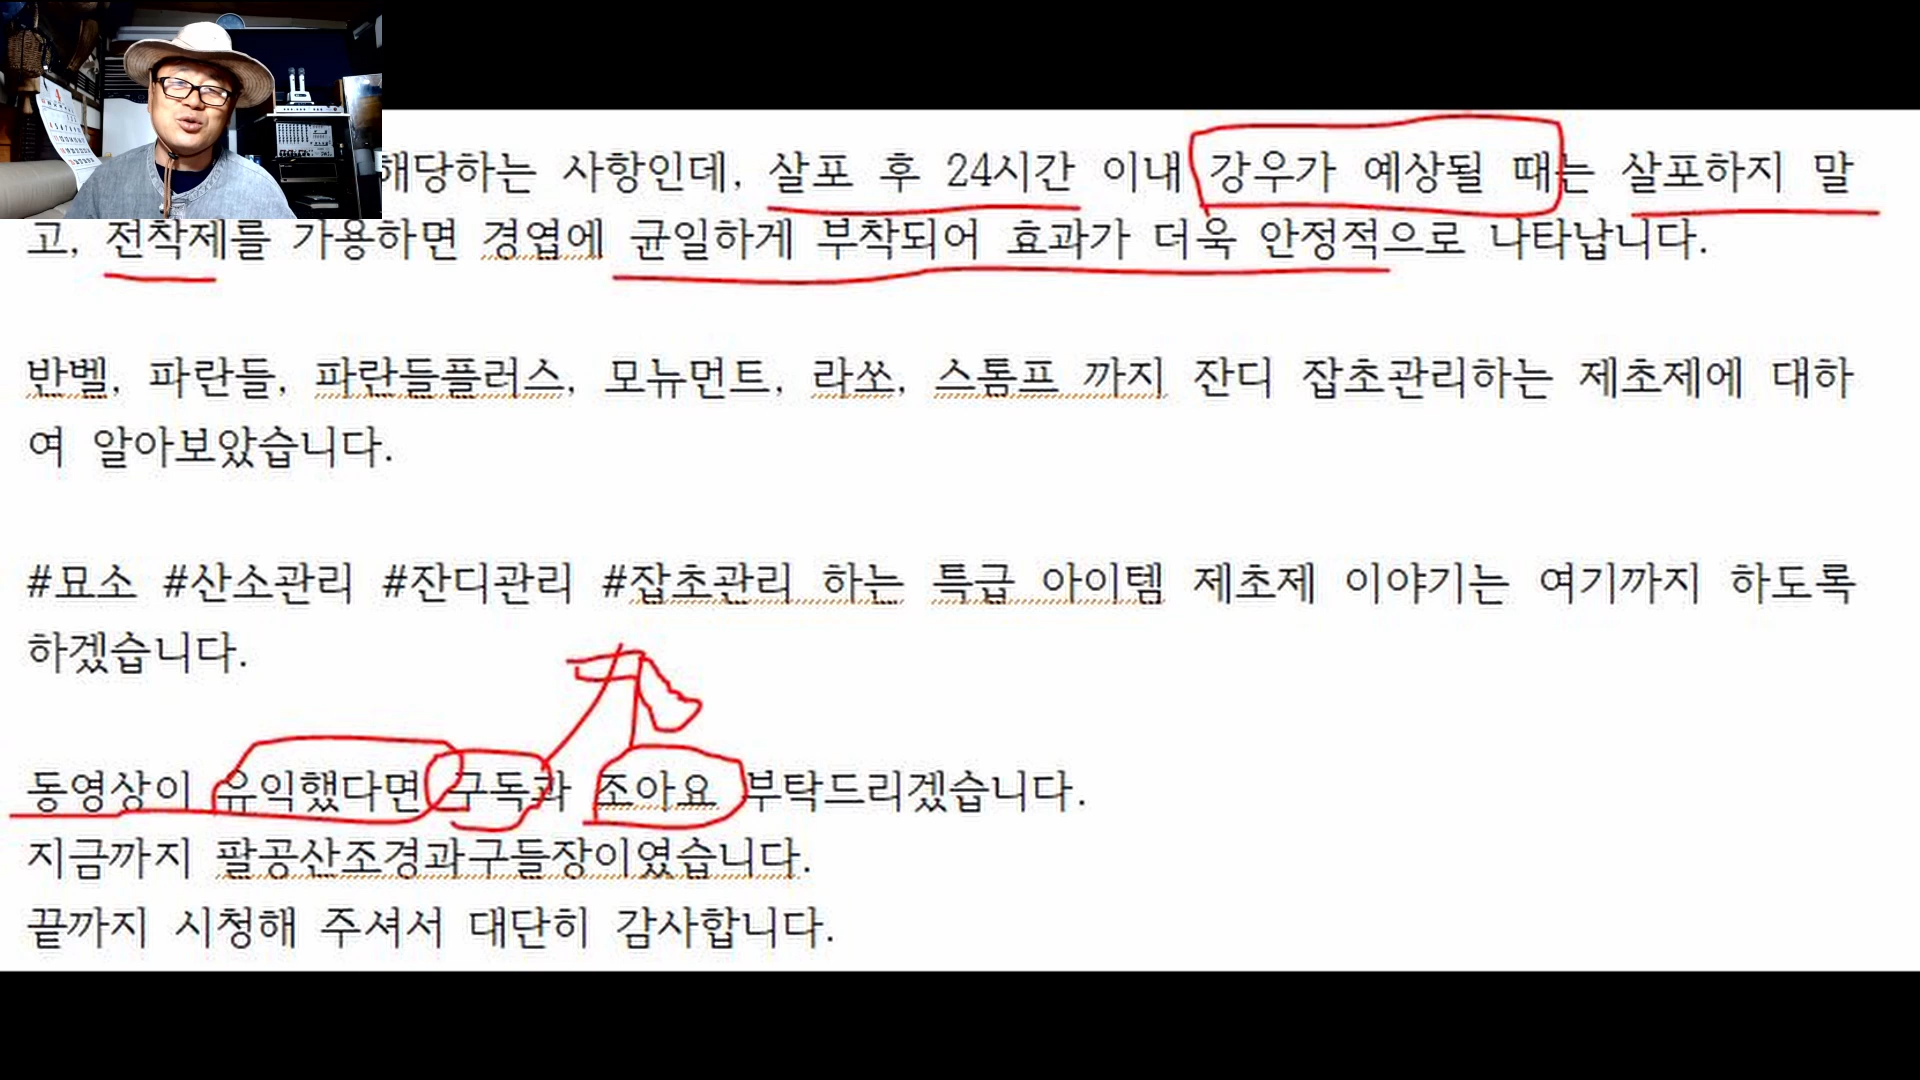 해당하는 사항인데, 살포 후 24시간 이내 강우가 예상될 때는 살포하지 말
고, 전착제를 가용하면 경엽에 균일하게 부착되어 효과가 더욱 안정적으로 나타납니다.
반벨, 파란들, 파란들플러스, 모뉴먼트, 라쏘, 스톰프 까지 잔디 잡초관리하는 제초제에 대하
여 알아보았습니다.
#묘소 #산소관리 #잔디관리 #잡초관리 하는 특급 아이템 제초제 이야기는 여기까지 하도록
하겠습니다.
동영상이 유익했다면 구독과 조아요 부탁드리겠습니다.
지금까지 팔공산조경과구들장이였습니다.
끝까지 시청해 주셔서 대단히 감사합니다.